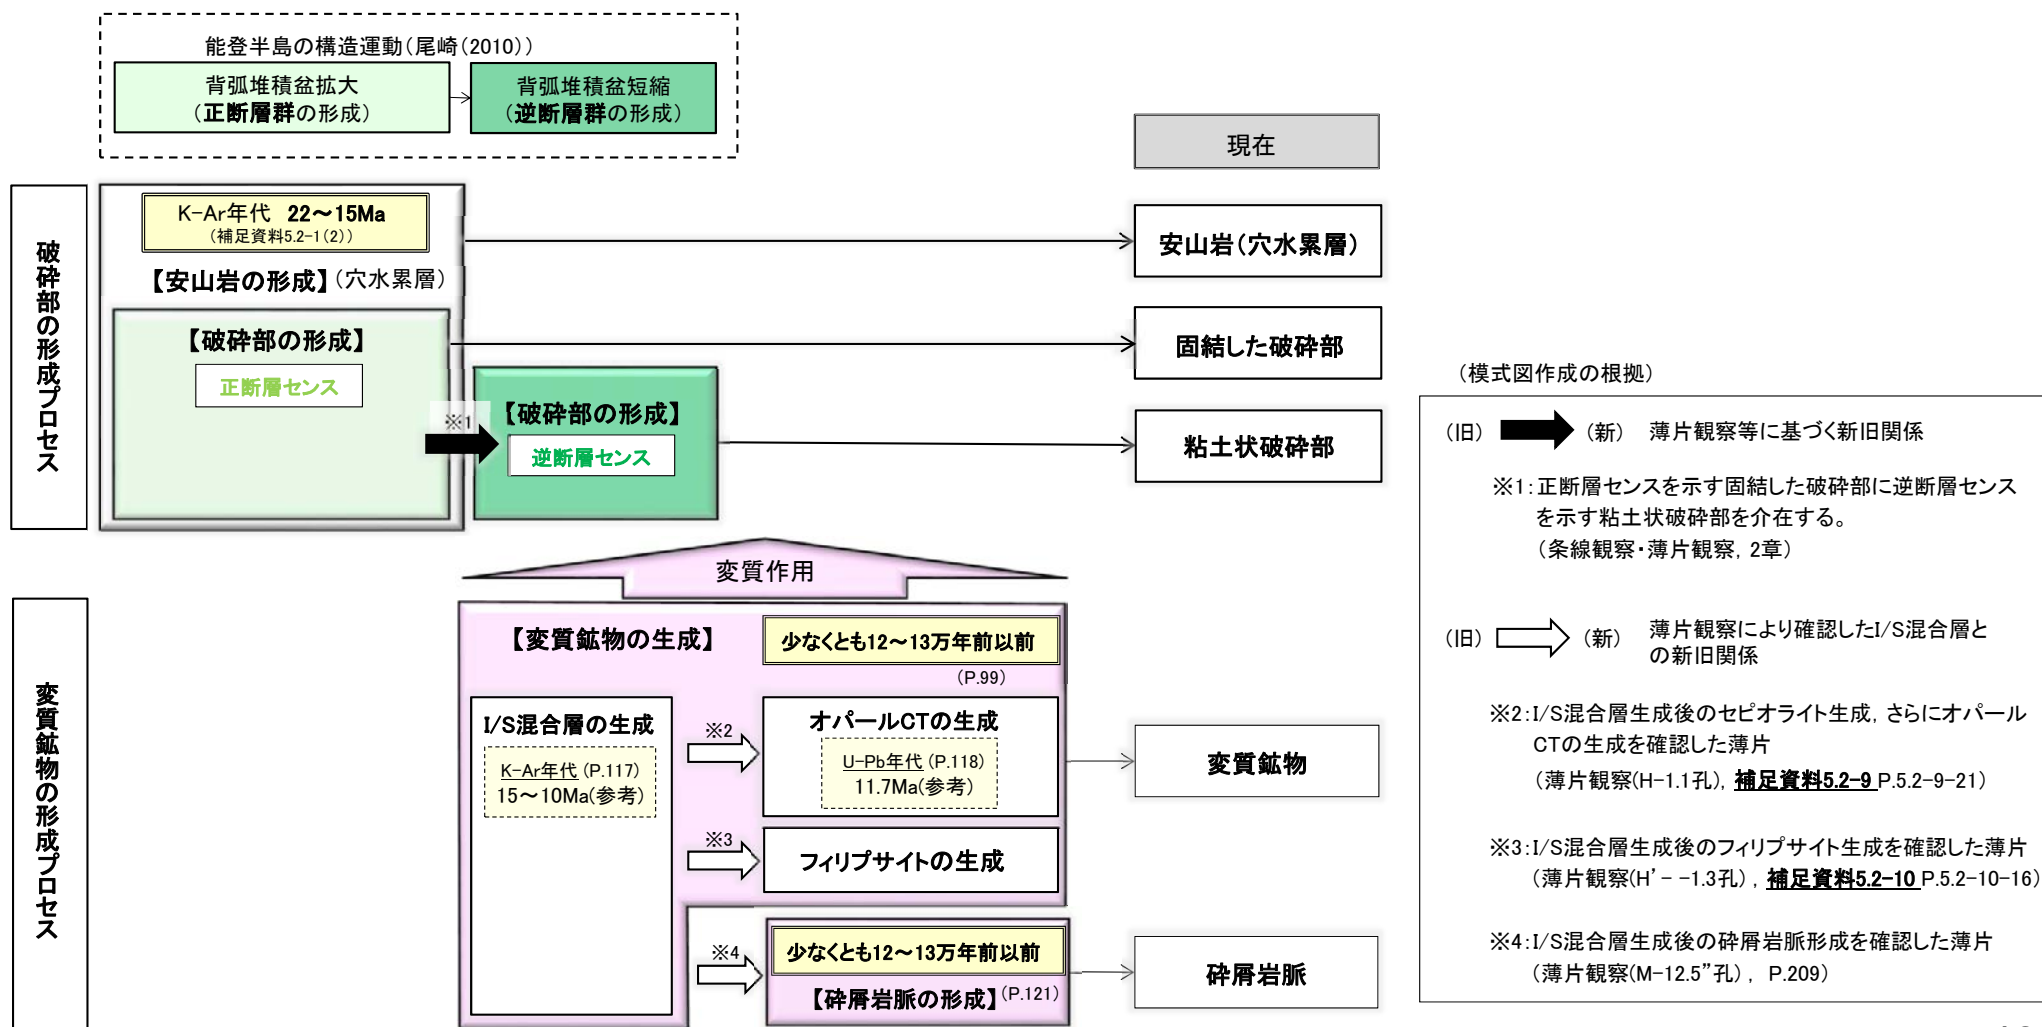 能登半島の構造運動(尾崎(2010))
背弧堆積盆拡大
(正断層群の形成)
背弧堆積盆短縮
(逆断層群の形成)
現在
破砕部の形成プロセス
K-Ar年代 22～15Ma
(補足資料5.2-1(2))
【安山岩の形成】(穴水累層)
安山岩(穴水累層)
【破砕部の形成】
正断層センス
固結した破砕部
※1
【破砕部の形成】
逆断層センス
粘土状破砕部
変質作用
変質鉱物の形成プロセス
【変質鉱物の生成】
少なくとも12～13万年前以前
(P.99)
I/S混合層の生成
K-Ar年代 (P.117)
15～10Ma(参考)
※2
オパールCTの生成
U-Pb年代 (P.118)
11.7Ma(参考)
変質鉱物
※3
フィリプサイトの生成
※4
少なくとも12～13万年前以前
【砕屑岩脈の形成】(P.121)
砕屑岩脈
(模式図作成の根拠)
(旧) (新) 薄片観察等に基づく新旧関係
※1:正断層センスを示す固結した破砕部に逆断層センス
を示す粘土状破砕部を介在する。
(条線観察・薄片観察, 2章)
(旧) (新) 薄片観察により確認したI/S混合層と
の新旧関係
※2:I/S混合層生成後のセピオライト生成, さらにオパール
CTの生成を確認した薄片
(薄片観察(H-1.1孔), 補足資料5.2-9 P.5.2-9-21)
※3:I/S混合層生成後のフィリプサイト生成を確認した薄片
(薄片観察(H’- -1.3孔), 補足資料5.2-10 P.5.2-10-16)
※4:I/S混合層生成後の砕屑岩脈形成を確認した薄片
(薄片観察(M-12.5”孔), P.209)